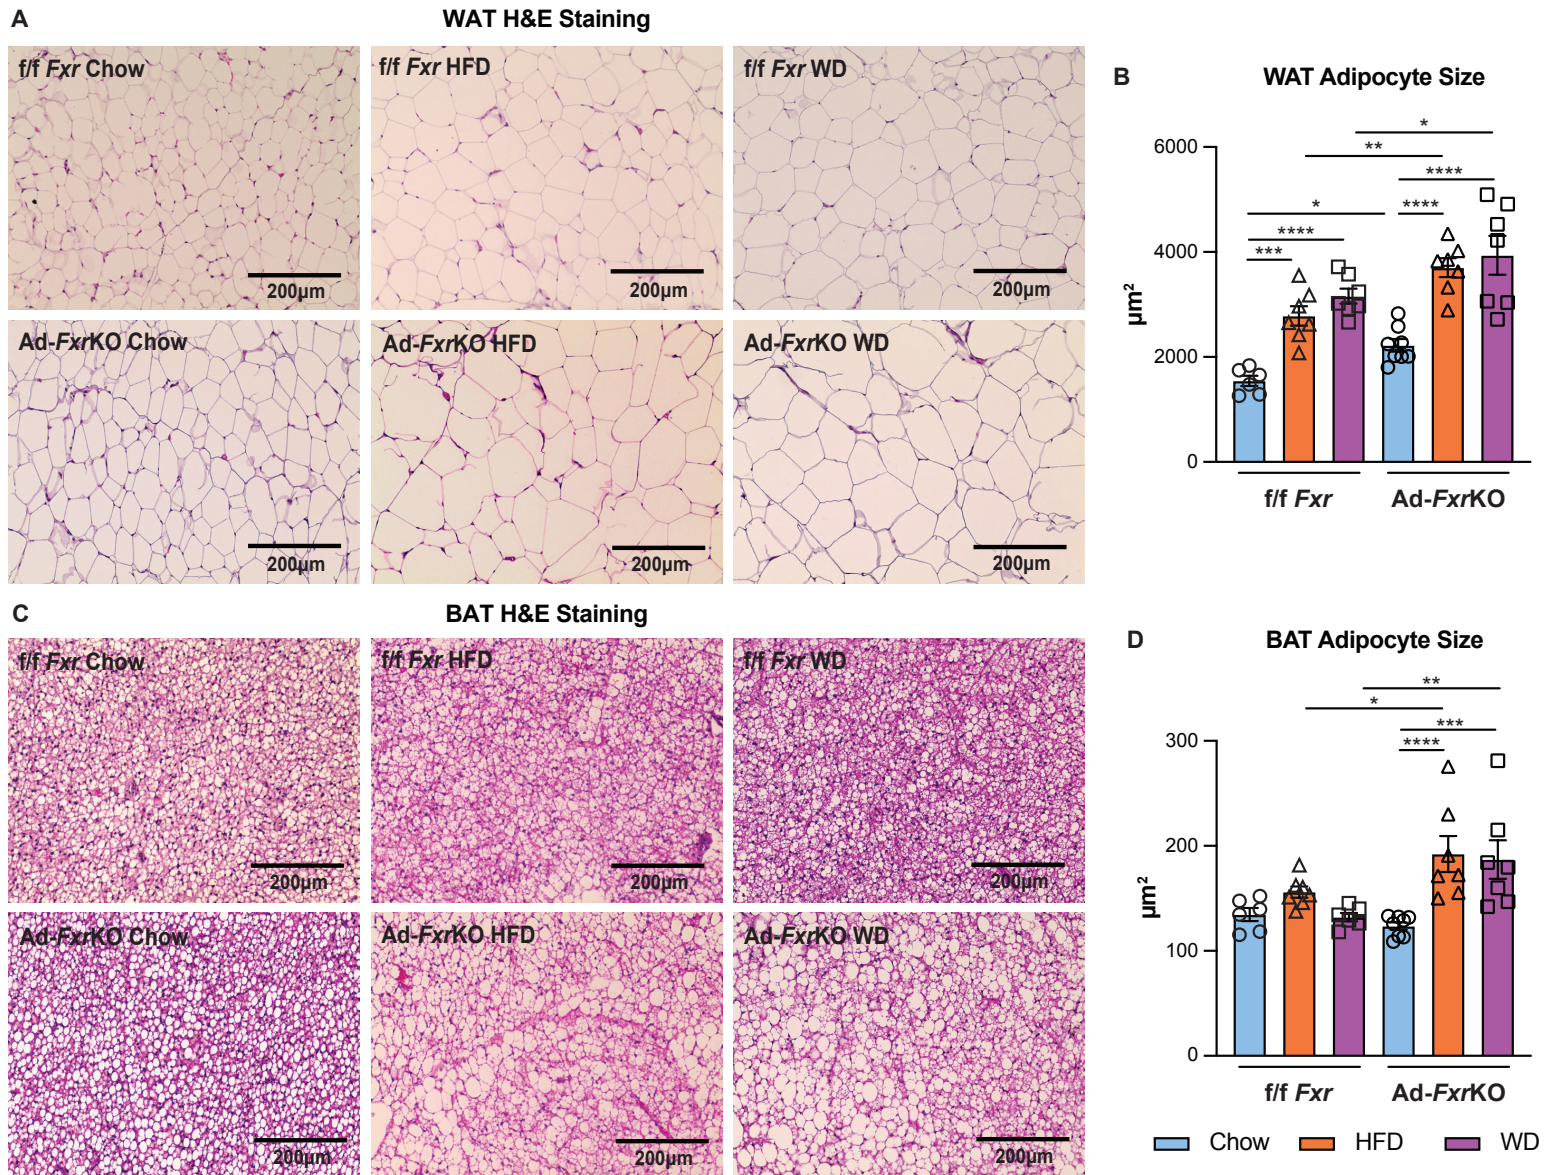 A
WAT H&E Staining
f/f Fxr Chow
f/f Fxr HFD
f/f Fxr WD
200µm
200µm
200µm
Ad-FxrKO Chow
Ad-FxrKO HFD
Ad-FxrKO WD
200µm
200µm
200µm
B
WAT Adipocyte Size
*
**
****
* ****
****
***
6000
4000
2000
0
µm²
f/f Fxr
Ad-FxrKO
C
BAT H&E Staining
f/f Fxr Chow
f/f Fxr HFD
f/f Fxr WD
200µm
200µm
200µm
Ad-FxrKO Chow
Ad-FxrKO HFD
Ad-FxrKO WD
200µm
200µm
200µm
D
BAT Adipocyte Size
**
*
***
****
300
200
100
0
µm²
f/f Fxr
Ad-FxrKO
Chow HFD WD